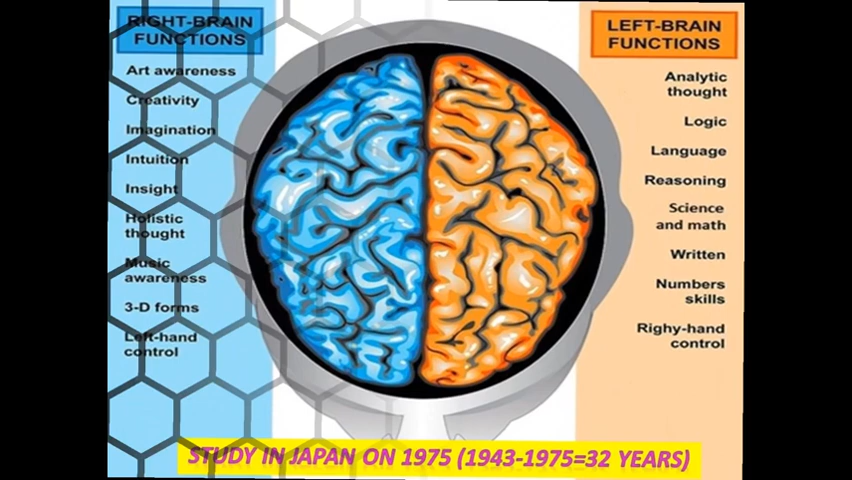 RIGHT-BRAIN
FUNCTIONS
Art awareness
Creativity
Imagination
Intuition
Insight
Holistic
thought
Music
awareness
3-D forms
Left-hand
control
LEFT-BRAIN
FUNCTIONS
Analytic
thought
Logic
Language
Reasoning
Science
and math
Written
Numbers
skills
Righy-hand
control
STUDY IN JAPAN ON 1975 (1943-1975=32 YEARS)